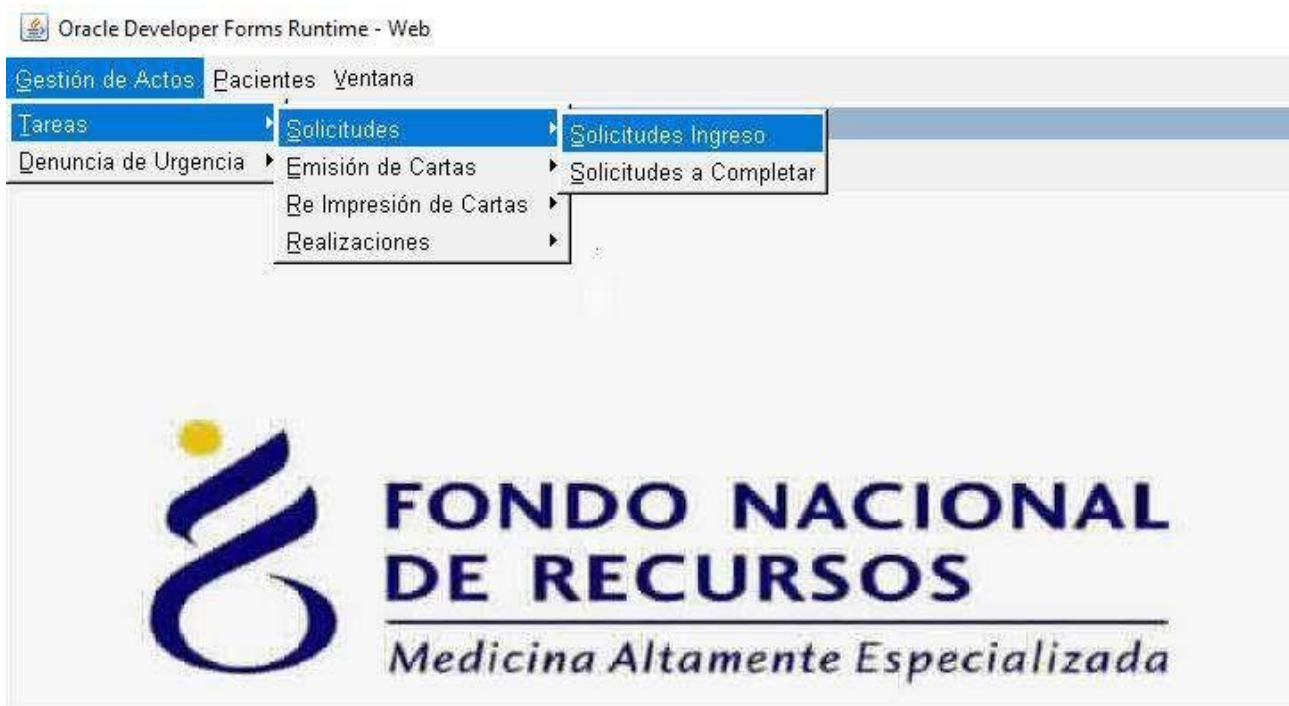 Oracle Developer Forms Runtime - Web
Gestión de Actos Pacientes Ventana
Tareas Solicitudes Solicitudes Ingreso
Denuncia de Urgencia Emisión de Cartas Solicitudes a Completar
Re Impresión de Cartas
Realizaciones
FONDO NACIONAL
DE RECURSOS
Medicina Altamente Especializada